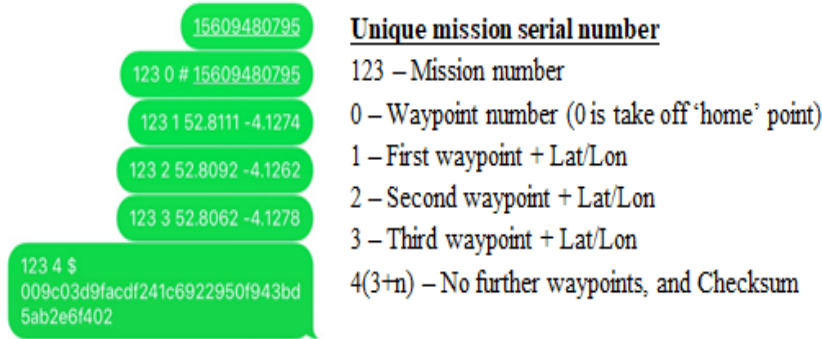 15609480795
123 0 # 15609480795
123 1 52.8111 -4.1274
123 2 52.8092 -4.1262
123 3 52.8062 -4.1278
123 4 $
009c03d9facdf241c6922950f943bd
5ab2e6f402
Unique mission serial number
123 – Mission number
0 – Waypoint number (0 is take off ‘home’ point)
1 – First waypoint + Lat/Lon
2 – Second waypoint + Lat/Lon
3 – Third waypoint + Lat/Lon
4(3+n) – No further waypoints, and Checksum